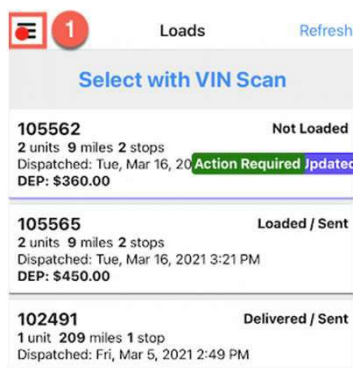 1
Loads
Refresh
Select with VIN Scan
105562 Not Loaded
2 units 9 miles 2 stops
Dispatched: Tue, Mar 16, 20 Action Required Updated
DEP: $360.00
105565 Loaded / Sent
2 units 9 miles 2 stops
Dispatched: Tue, Mar 16, 2021 3:21 PM
DEP: $450.00
102491 Delivered / Sent
1 unit 209 miles 1 stop
Dispatched: Fri, Mar 5, 2021 2:49 PM